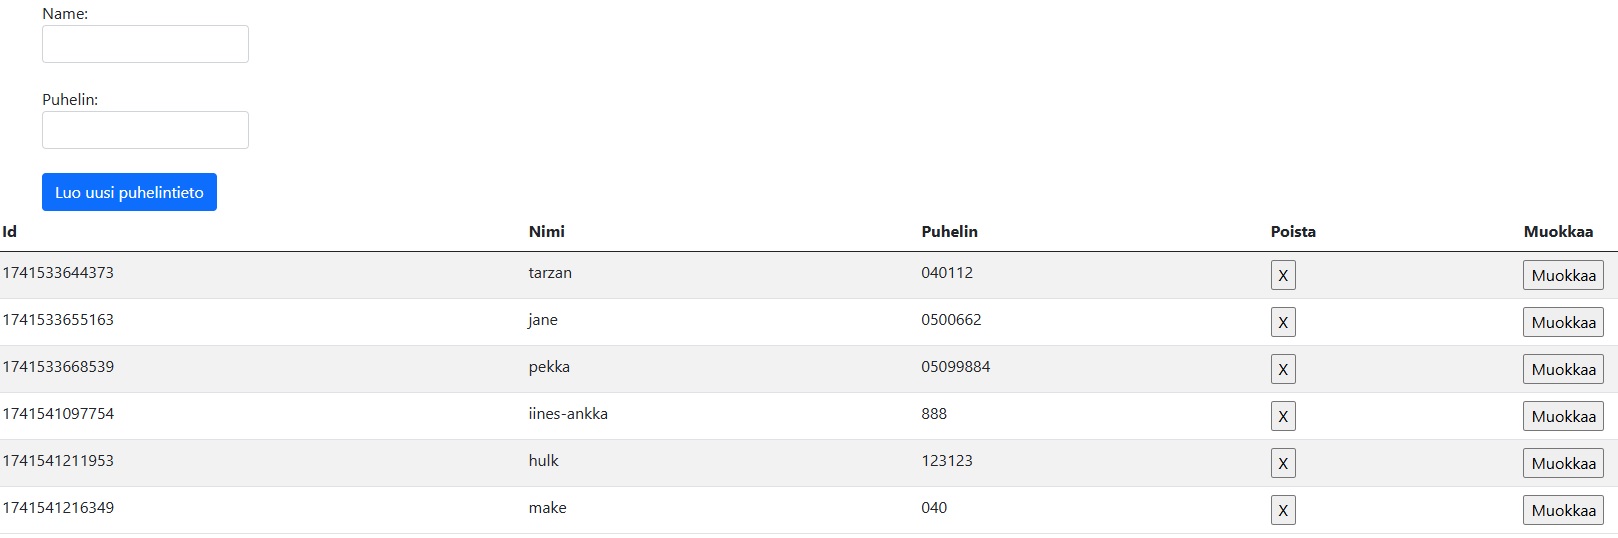 Name:
Puhelin:
Luo uusi puhelintieto
Id Nimi Puhelin Poista Muokkaa
1741533644373 tarzan 040112 X Muokkaa
1741533655163 jane 0500662 X Muokkaa
1741533668539 pekka 05099884 X Muokkaa
1741541097754 iines-ankka 888 X Muokkaa
1741541211953 hulk 123123 X Muokkaa
1741541216349 make 040 X Muokkaa